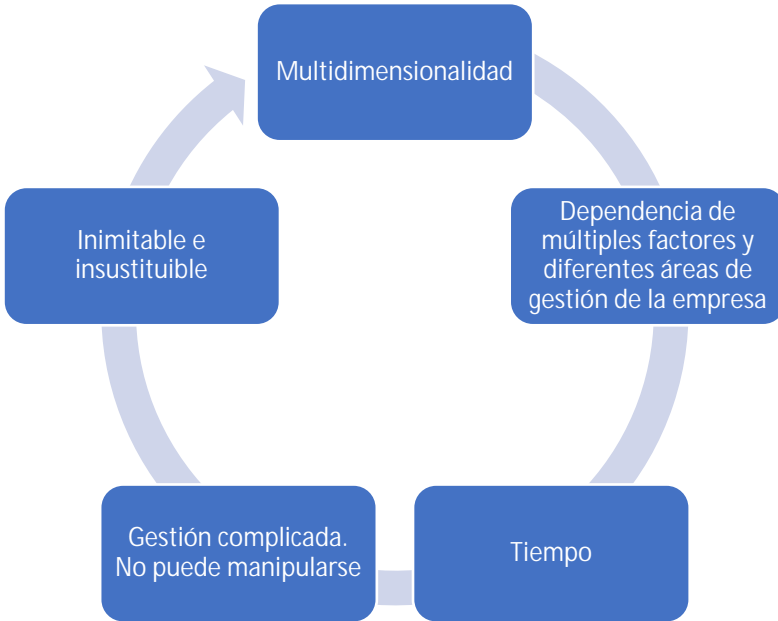 Multidimensionalidad
Dependencia de
múltiples factores y
diferentes áreas de
gestión de la empresa
Tiempo
Gestión complicada.
No puede manipularse
Inimitable e
insustituible